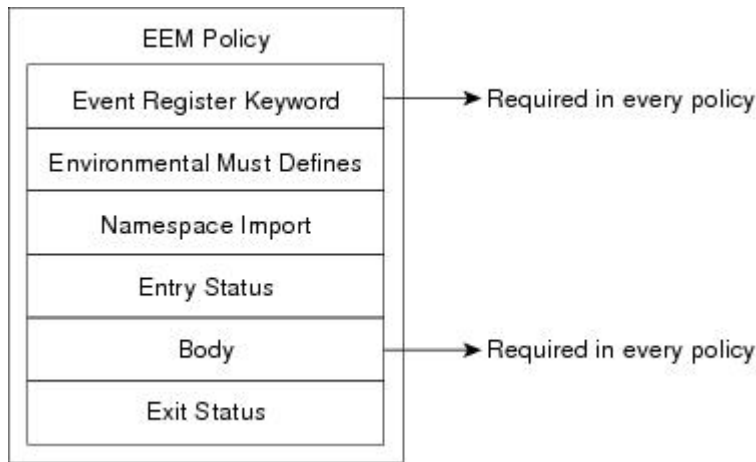 EEM Policy
Event Register Keyword
Required in every policy
Environmental Must Defines
Namespace Import
Entry Status
Body
Required in every policy
Exit Status